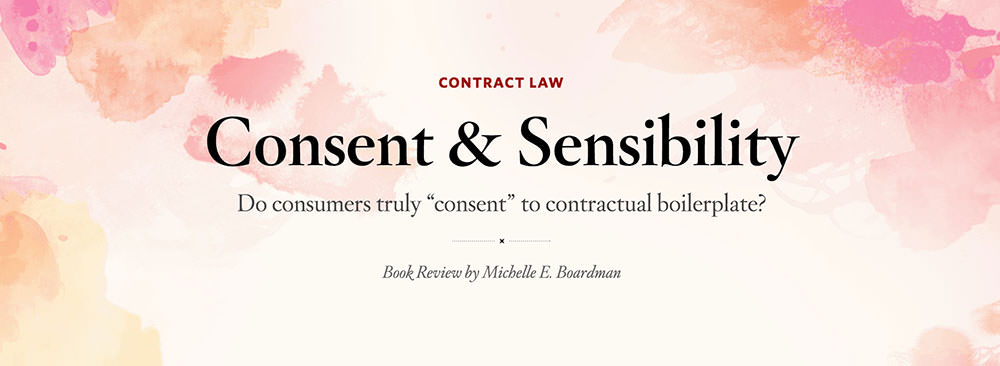 CONTRACT LAW
Consent & Sensibility
Do consumers truly “consent” to contractual boilerplate?
Book Review by Michelle E. Boardman